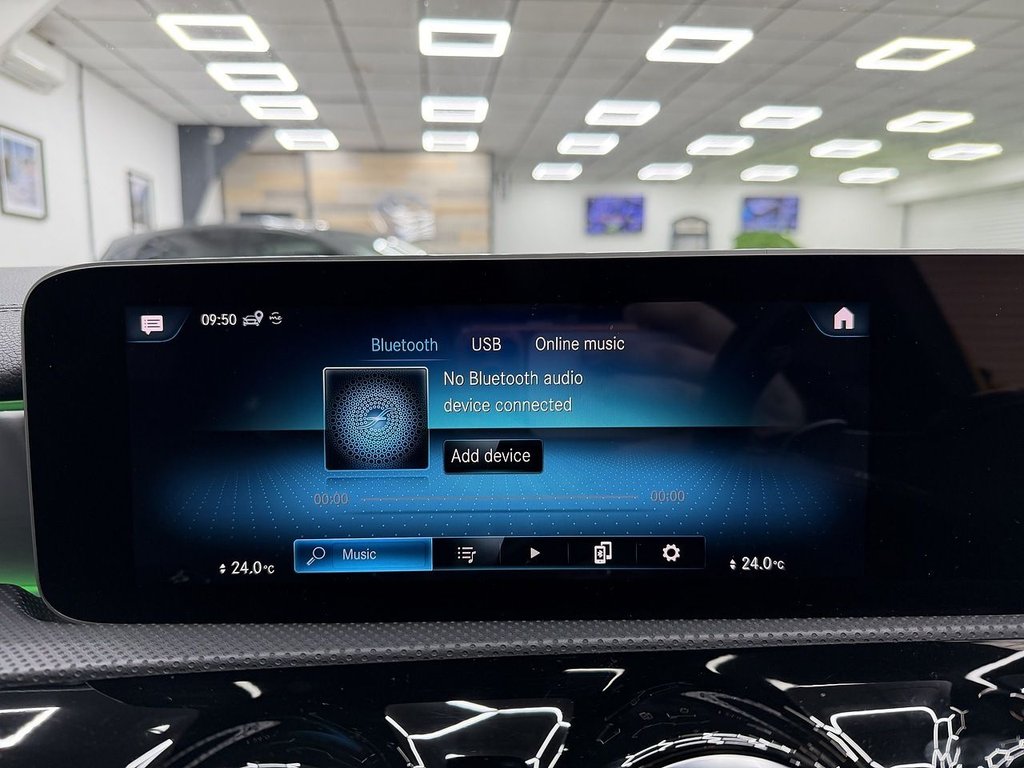 09:50 me
Bluetooth USB Online music
No Bluetooth audio
device connected
Add device
00:00 00:00
Music
24.0°C 24.0°C